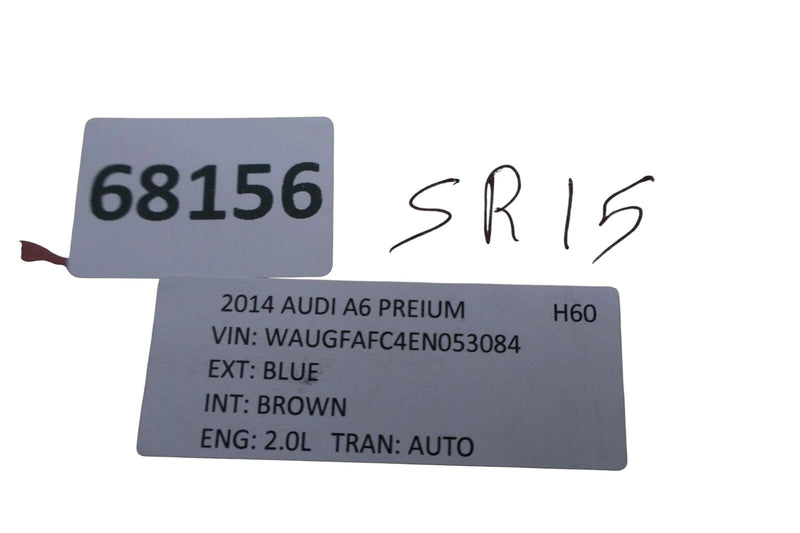 68156
SR15
2014 AUDI A6 PREIUM H60
VIN: WAUGFAFC4EN053084
EXT: BLUE
INT: BROWN
ENG: 2.0L TRAN: AUTO